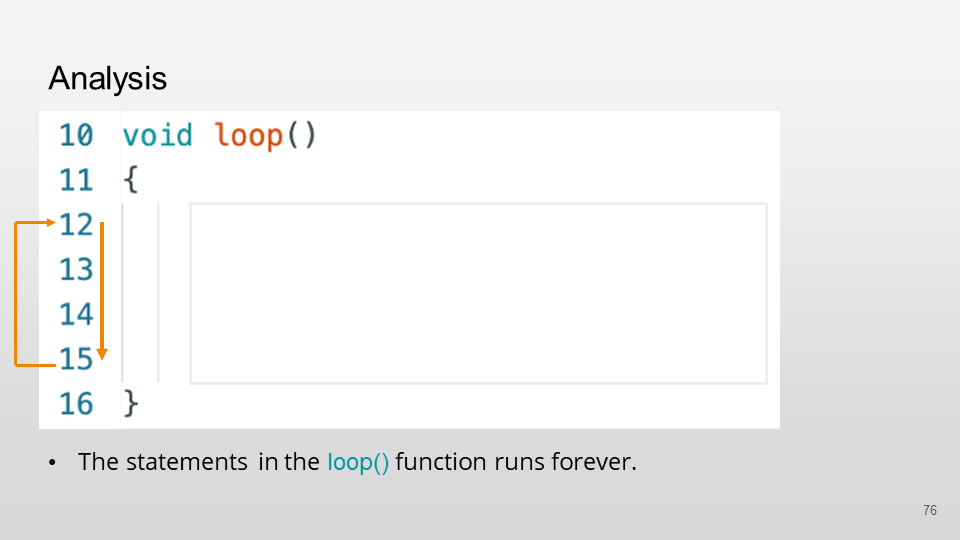 Analysis
10 void loop()
11 {
12
13
14
15
16 }
• The statements in the loop() function runs forever.
76